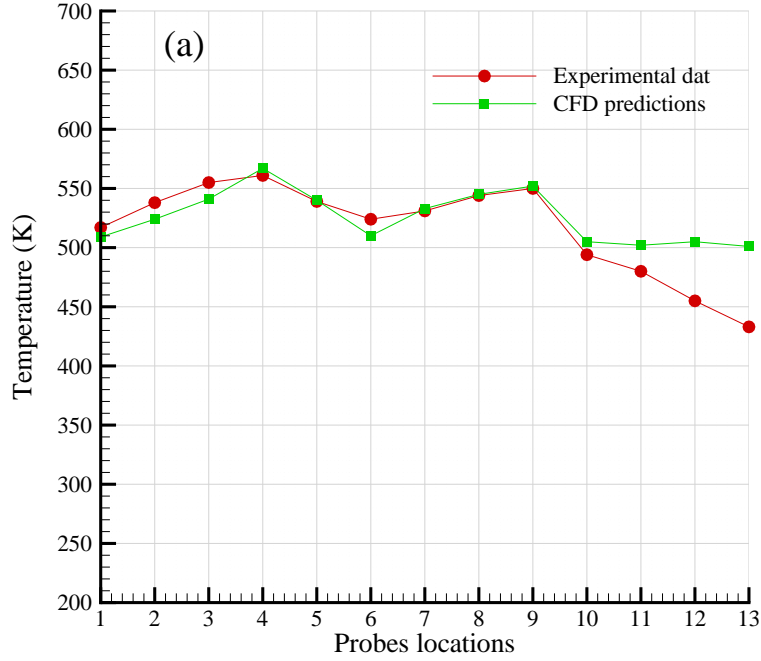 (a)
Experimental dat
CFD predictions
Temperature (K)
700
650
600
550
500
450
400
350
300
250
200
1 2 3 4 5 6 7 8 9 10 11 12 13
Probes locations